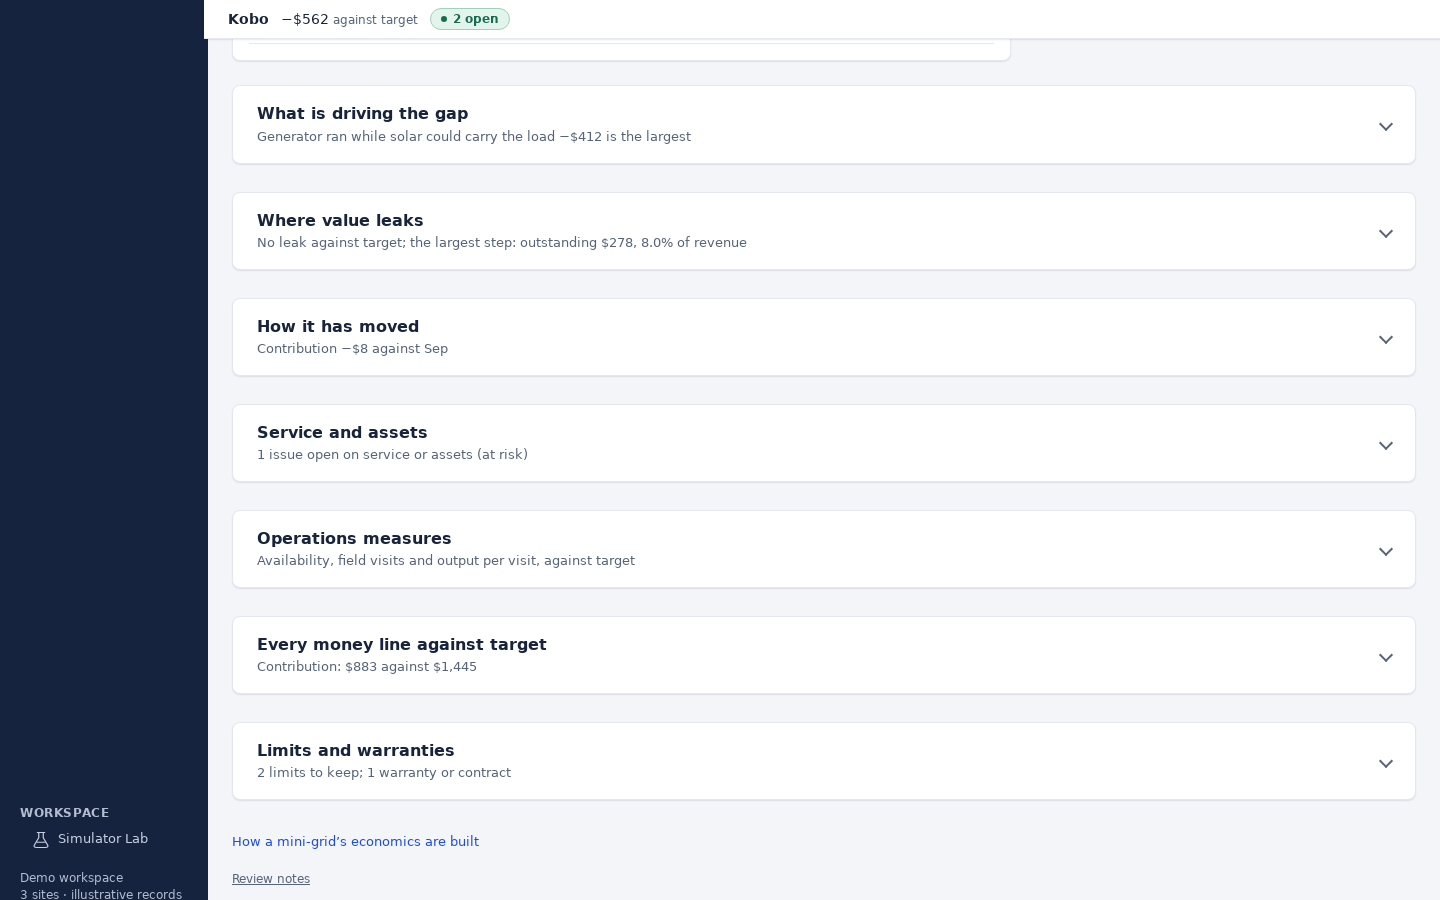 Kobo −$562 against target 2 open
What is driving the gap
Generator ran while solar could carry the load −$412 is the largest
Where value leaks
No leak against target; the largest step: outstanding $278, 8.0% of revenue
How it has moved
Contribution −$8 against Sep
Service and assets
1 issue open on service or assets (at risk)
Operations measures
Availability, field visits and output per visit, against target
Every money line against target
Contribution: $883 against $1,445
Limits and warranties
2 limits to keep; 1 warranty or contract
How a mini-grid’s economics are built
Review notes
WORKSPACE
Simulator Lab
Demo workspace
3 sites · illustrative records